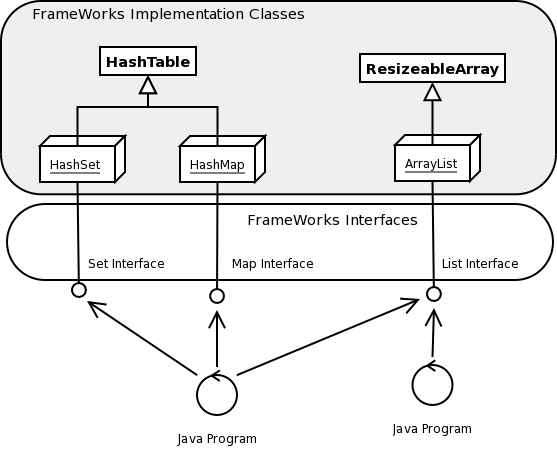 FrameWorks Implementation Classes
HashTable
ResizeableArray
HashSet
HashMap
ArrayList
FrameWorks Interfaces
Set Interface
Map Interface
List Interface
Java Program
Java Program